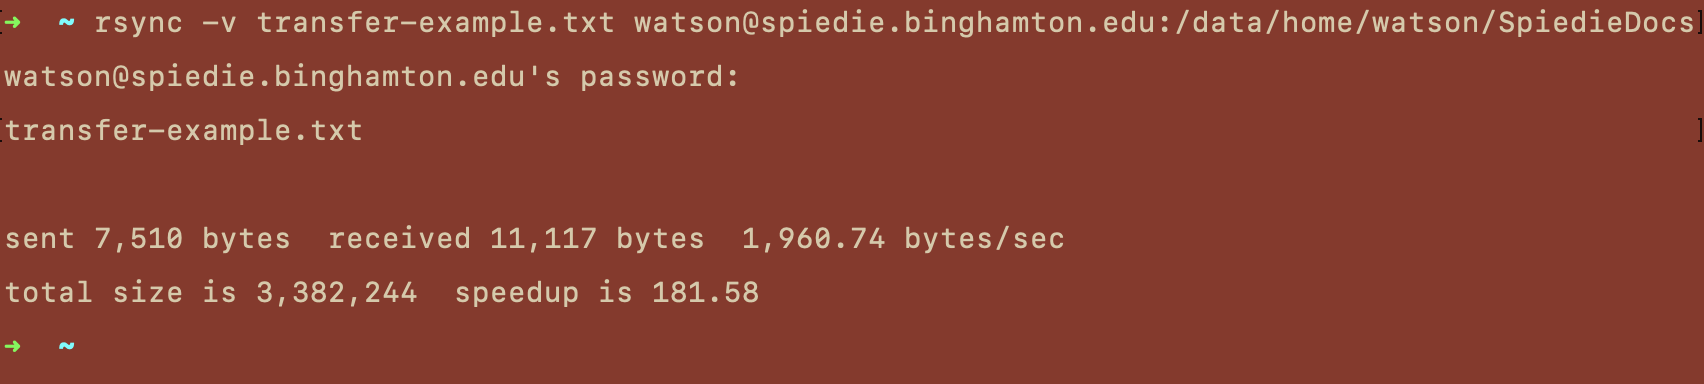 [➜  ~ rsync -v transfer-example.txt watson@spiedie.binghamton.edu:/data/home/watson/SpiedieDocs]
watson@spiedie.binghamton.edu's password:
[transfer-example.txt ]
sent 7,510 bytes  received 11,117 bytes  1,960.74 bytes/sec
total size is 3,382,244  speedup is 181.58
➜  ~